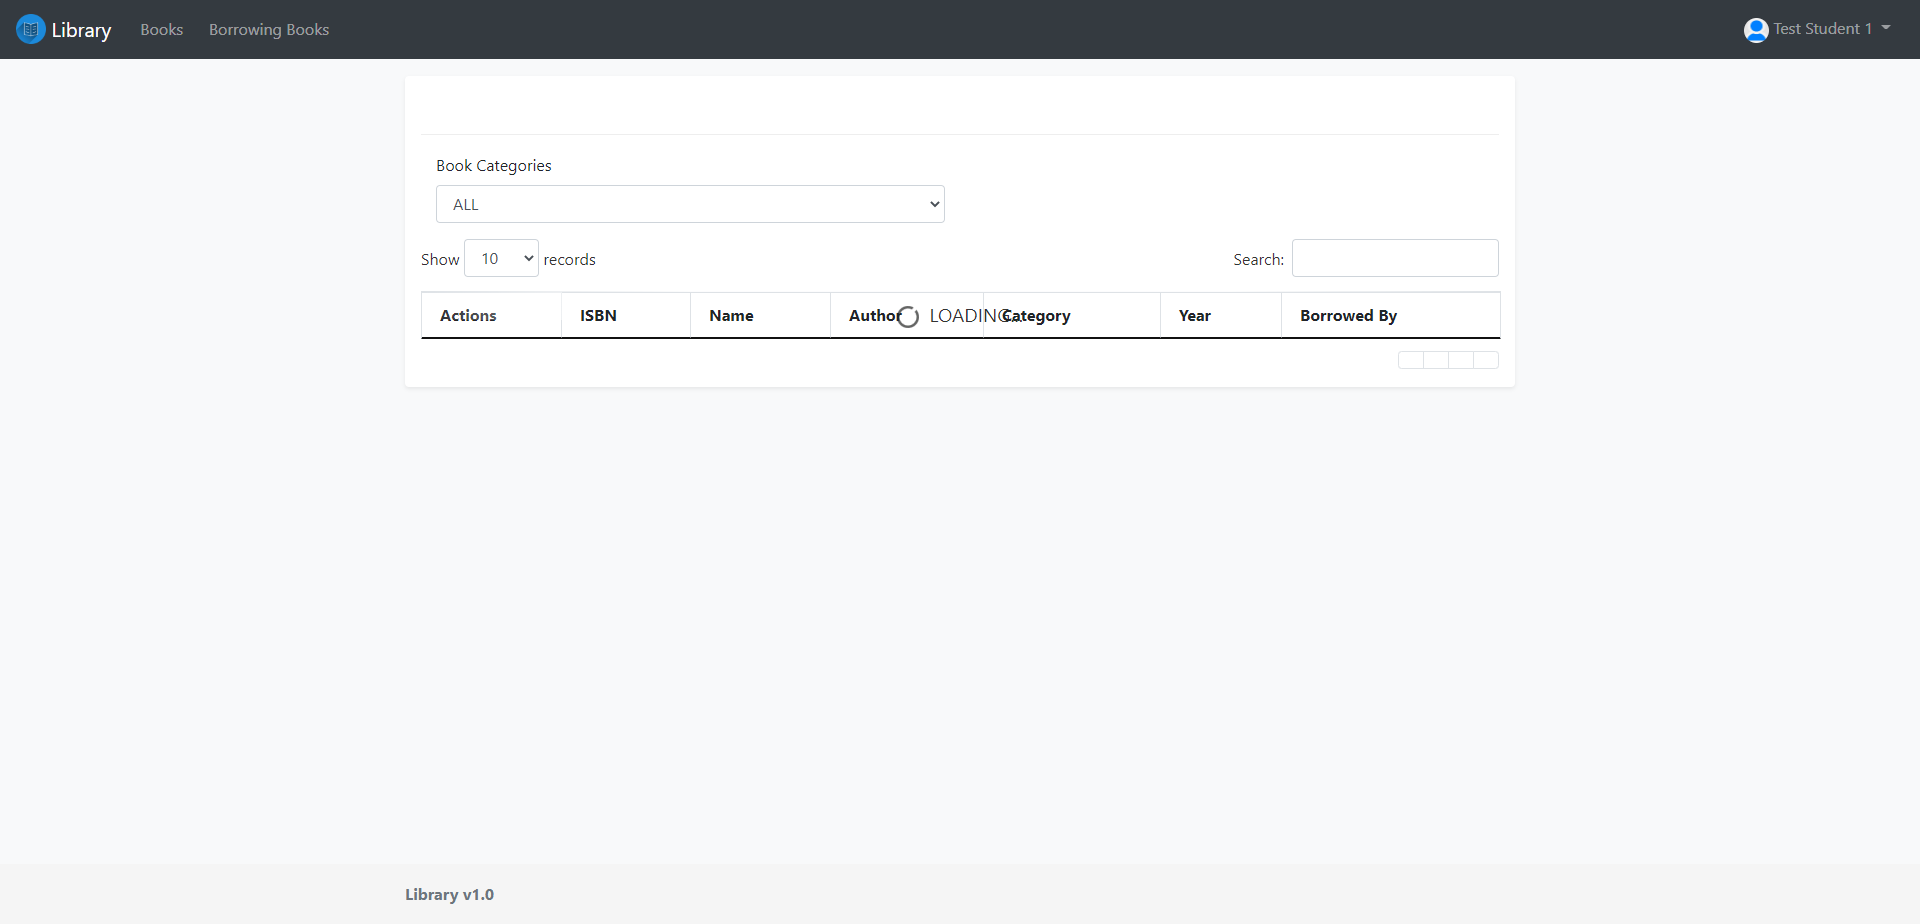 Library Books Borrowing Books Test Student 1
Book Categories
ALL
Show 10 records Search:
Actions ISBN Name Author Category Year Borrowed By
LOADING...
Library v1.0